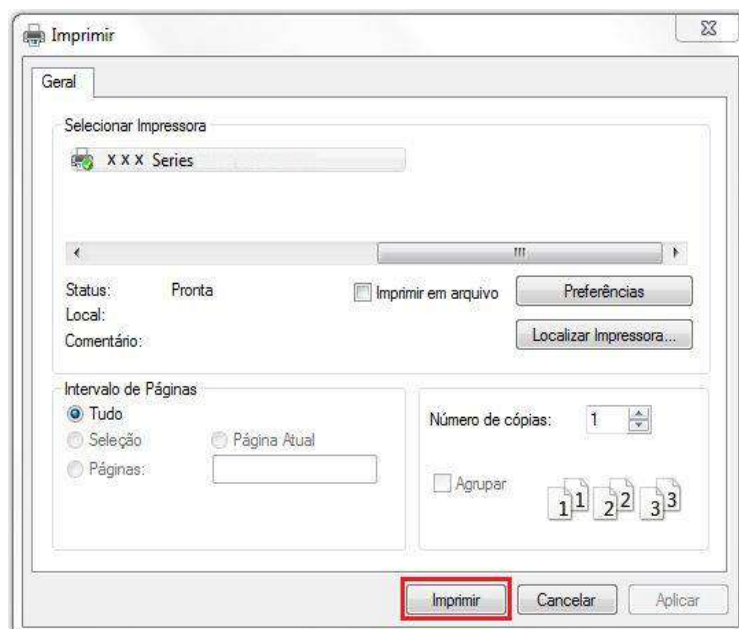 Imprimir
Geral
Selecionar Impressora
X X X Series
Status: Pronta
Imprimir em arquivo
Preferências
Local:
Localizar Impressora...
Comentário:
Intervalo de Páginas
Tudo
Seleção
Página Atual
Páginas:
Número de cópias: 1
Agrupar
1 1 2 2 3 3
Imprimir
Cancelar
Aplicar